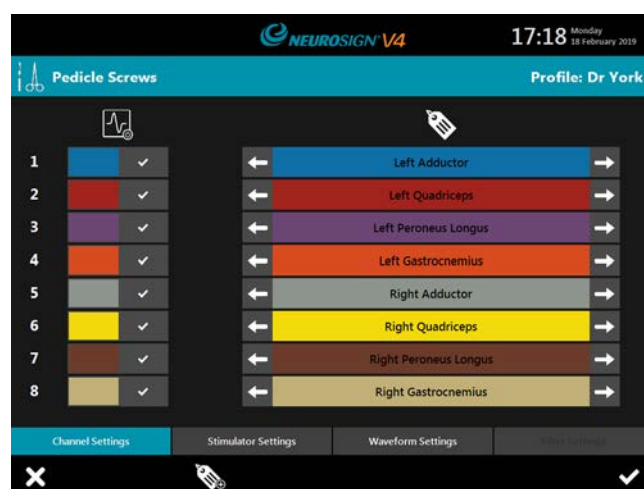 NEUROSIGN V4
17:18 Monday
18 February 2019
Pedicle Screws
Profile: Dr York
1 Left Adductor
2 Left Quadriceps
3 Left Peroneus Longus
4 Left Gastrocnemius
5 Right Adductor
6 Right Quadriceps
7 Right Peroneus Longus
8 Right Gastrocnemius
Channel Settings Stimulator Settings Waveform Settings